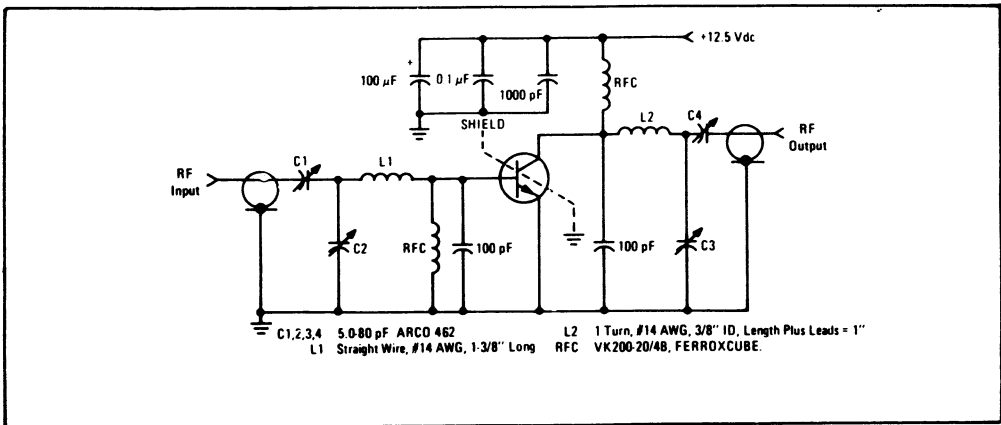 +12.5 Vdc
+
100 µF
0.1 µF
1000 pF
RFC
SHIELD
L2
C4
RF
Output
C1
L1
RF
Input
C2
RFC
100 pF
100 pF
C3
C1,2,3,4 5.0-80 pF ARCO 462
L1 Straight Wire, #14 AWG, 1-3/8" Long
L2 1 Turn, #14 AWG, 3/8" ID, Length Plus Leads = 1"
RFC VK200-20/4B, FERROXCUBE.